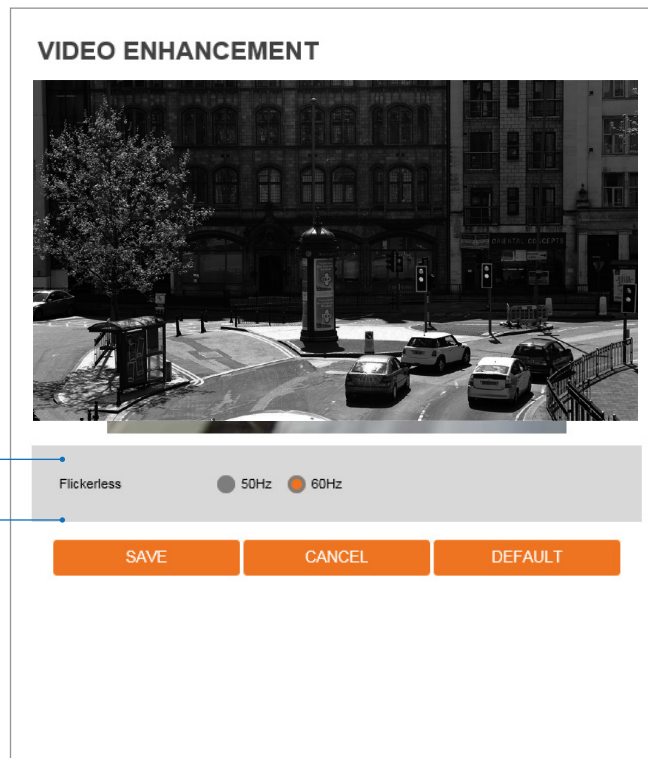 VIDEO ENHANCEMENT
ORIENTAL CONCEPTS
Flickerless 50Hz 60Hz
SAVE CANCEL DEFAULT